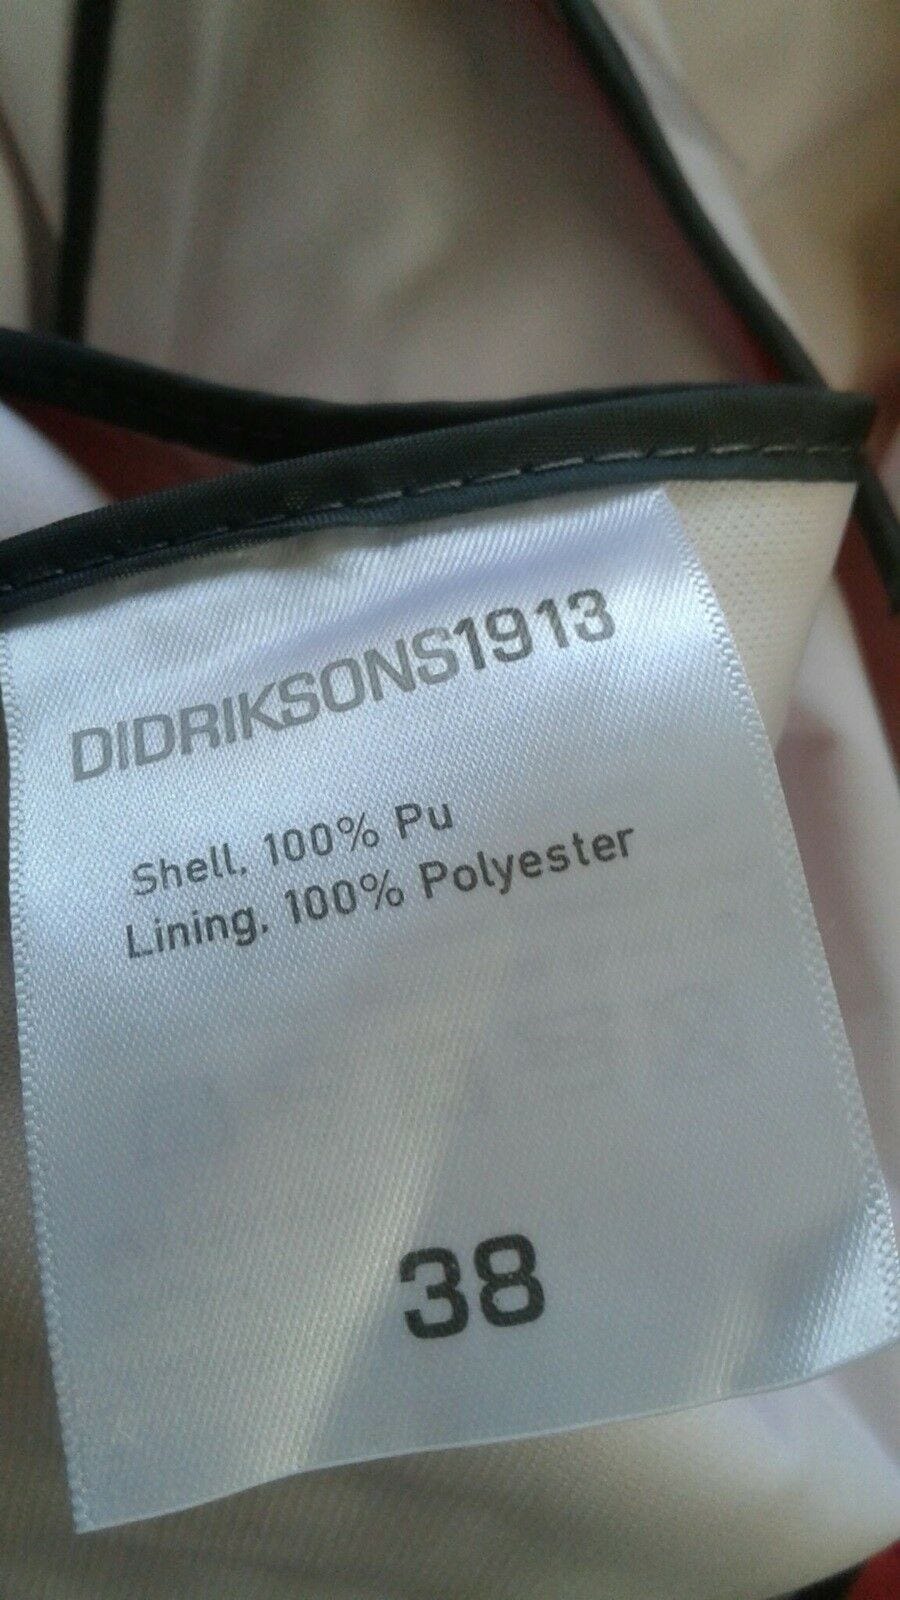 DIDRIKSONS1913
Shell, 100% Pu
Lining, 100% Polyester
38